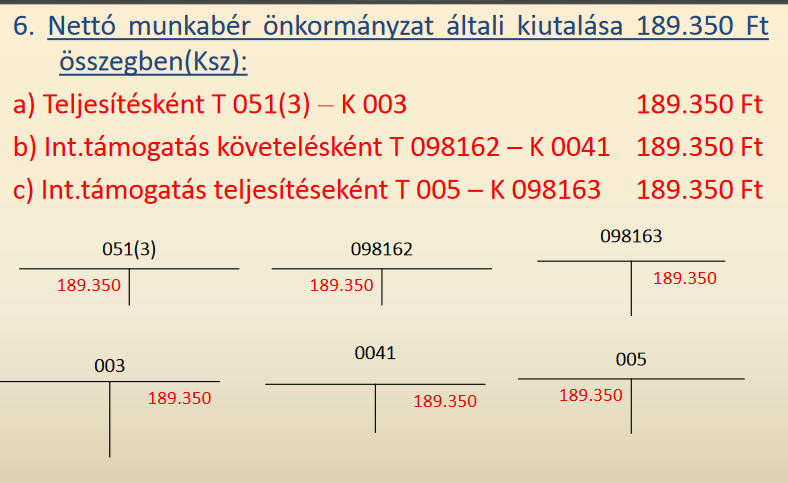 6. Nettó munkabér önkormányzat általi kiutalása 189.350 Ft
összegben(Ksz):
a) Teljesítésként T 051(3) – K 003 189.350 Ft
b) Int.támogatás követelésként T 098162 – K 0041 189.350 Ft
c) Int.támogatás teljesítéseként T 005 – K 098163 189.350 Ft
051(3) 098162 098163
189.350 189.350 189.350
003 0041 005
189.350 189.350 189.350